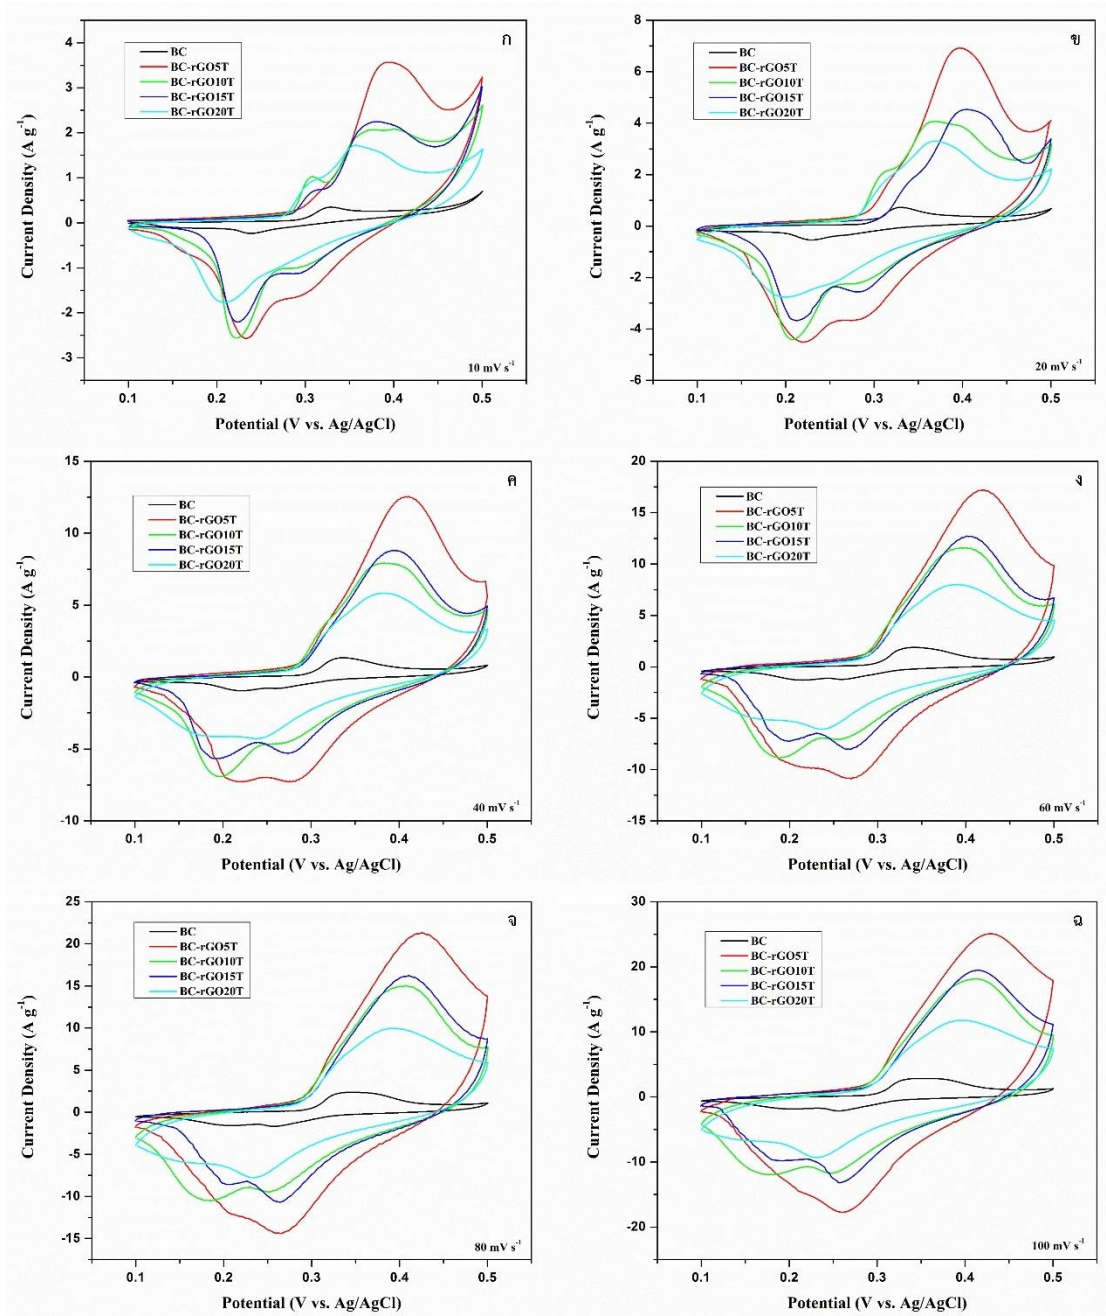 ก
BC
BC-rGO5T
BC-rGO10T
BC-rGO15T
BC-rGO20T
4
3
2
1
0
-1
-2
-3
10 mV s-1
0.1 0.2 0.3 0.4 0.5
Current Density (A g-1)
Potential (V vs. Ag/AgCl)
ข
BC
BC-rGO5T
BC-rGO10T
BC-rGO15T
BC-rGO20T
8
6
4
2
0
-2
-4
-6
20 mV s-1
0.1 0.2 0.3 0.4 0.5
Current Density (A g-1)
Potential (V vs. Ag/AgCl)
ค
BC
BC-rGO5T
BC-rGO10T
BC-rGO15T
BC-rGO20T
15
10
5
0
-5
-10
40 mV s-1
0.1 0.2 0.3 0.4 0.5
Current Density (A g-1)
Potential (V vs. Ag/AgCl)
ง
BC
BC-rGO5T
BC-rGO10T
BC-rGO15T
BC-rGO20T
20
15
10
5
0
-5
-10
-15
60 mV s-1
0.1 0.2 0.3 0.4 0.5
Current Density (A g-1)
Potential (V vs. Ag/AgCl)
จ
BC
BC-rGO5T
BC-rGO10T
BC-rGO15T
BC-rGO20T
25
20
15
10
5
0
-5
-10
-15
80 mV s-1
0.1 0.2 0.3 0.4 0.5
Current Density (A g-1)
Potential (V vs. Ag/AgCl)
ฉ
BC
BC-rGO5T
BC-rGO10T
BC-rGO15T
BC-rGO20T
30
20
10
0
-10
-20
100 mV s-1
0.1 0.2 0.3 0.4 0.5
Current Density (A g-1)
Potential (V vs. Ag/AgCl)